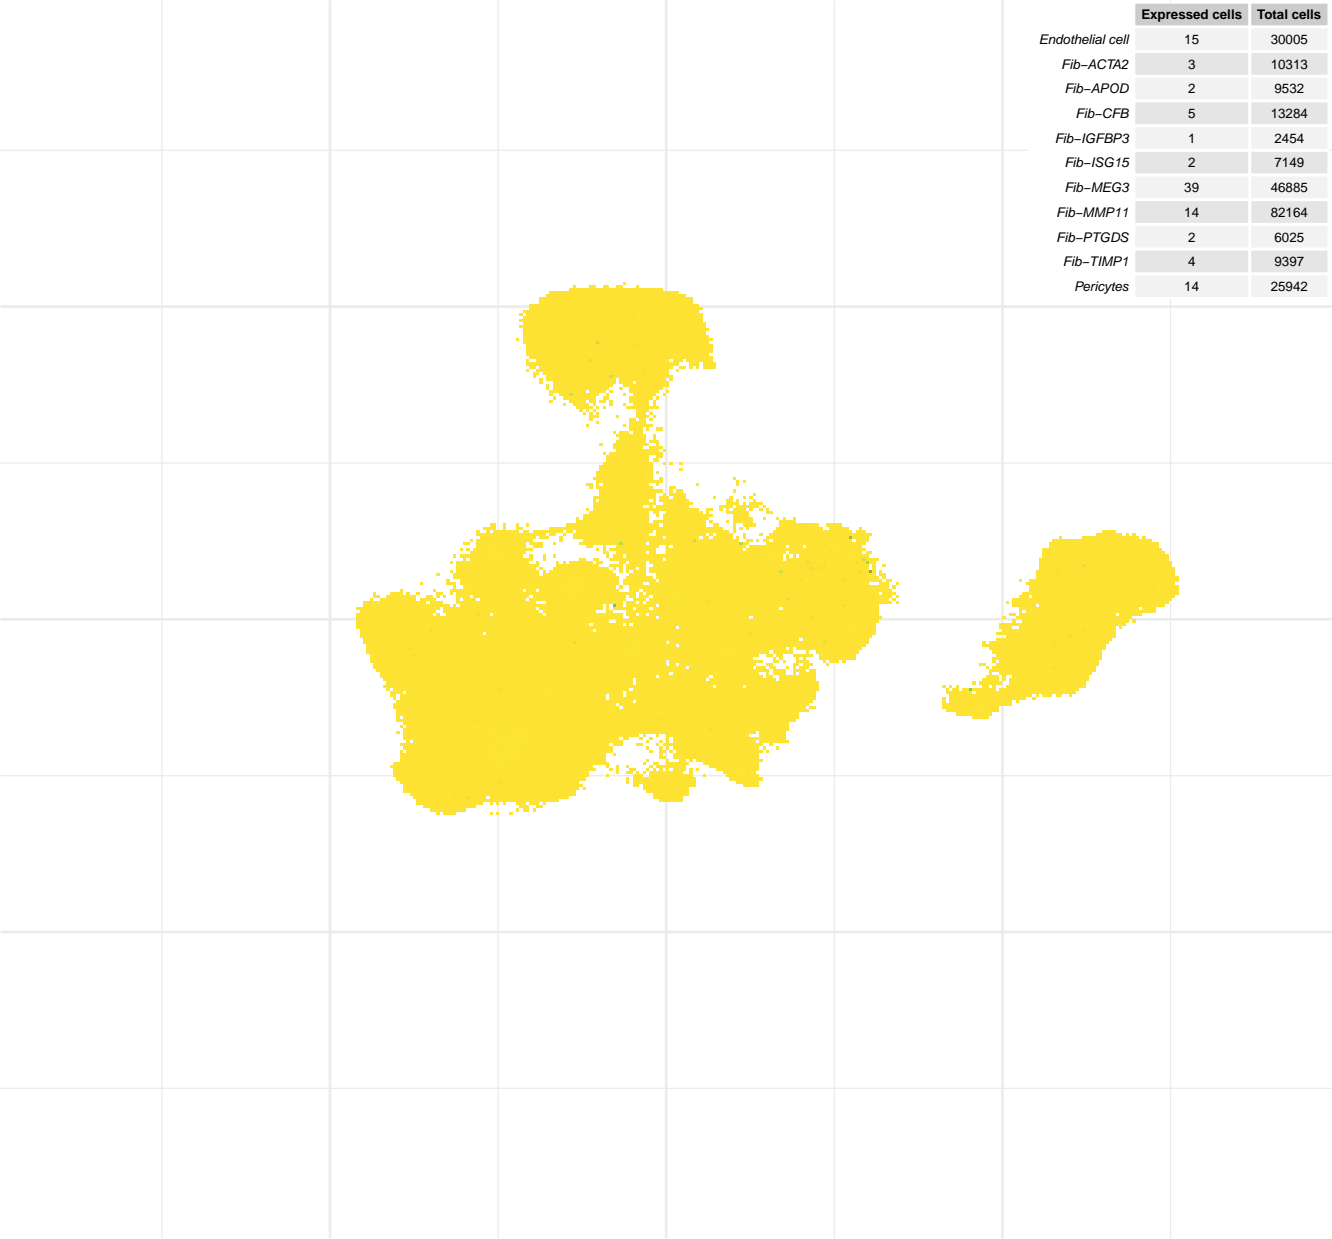 Expressed cells Total cells
Endothelial cell 15 30005
Fib−ACTA2 3 10313
Fib−APOD 2 9532
Fib−CFB 5 13284
Fib−IGFBP3 1 2454
Fib−ISG15 2 7149
Fib−MEG3 39 46885
Fib−MMP11 14 82164
Fib−PTGDS 2 6025
Fib−TIMP1 4 9397
Pericytes 14 25942